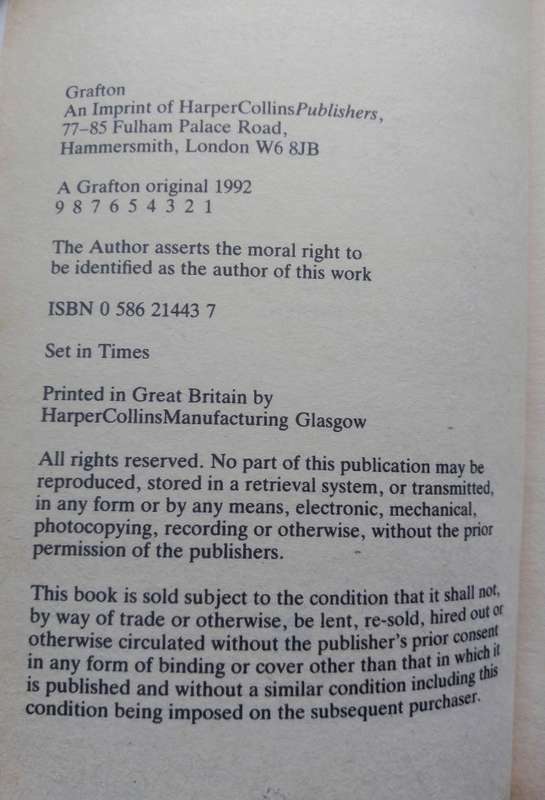 Grafton
An Imprint of HarperCollinsPublishers,
77–85 Fulham Palace Road,
Hammersmith, London W6 8JB
A Grafton original 1992
9 8 7 6 5 4 3 2 1
The Author asserts the moral right to
be identified as the author of this work
ISBN 0 586 21443 7
Set in Times
Printed in Great Britain by
HarperCollinsManufacturing Glasgow
All rights reserved. No part of this publication may be
reproduced, stored in a retrieval system, or transmitted,
in any form or by any means, electronic, mechanical,
photocopying, recording or otherwise, without the prior
permission of the publishers.
This book is sold subject to the condition that it shall not,
by way of trade or otherwise, be lent, re-sold, hired out or
otherwise circulated without the publisher's prior consent
in any form of binding or cover other than that in which it
is published and without a similar condition including this
condition being imposed on the subsequent purchaser.